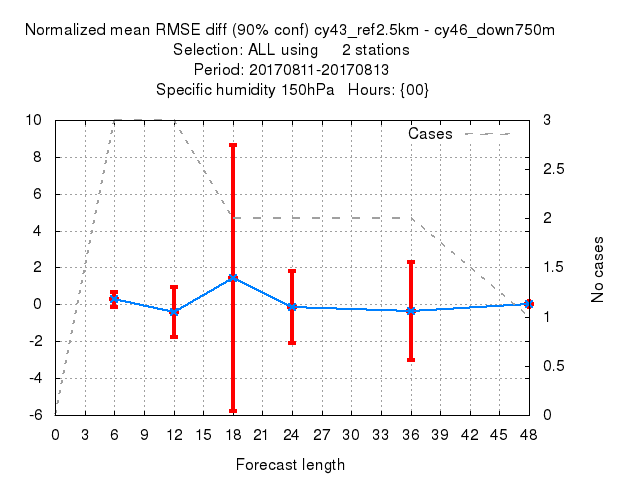 Normalized mean RMSE diff (90% conf) cy43_ref2.5km - cy46_down750m
Selection: ALL using 2 stations
Period: 20170811-20170813
Specific humidity 150hPa Hours: {00}
Cases
10
8
6
4
2
0
-2
-4
-6
3
2.5
2
1.5
1
0.5
0
No cases
0 3 6 9 12 15 18 21 24 27 30 33 36 39 42 45 48
Forecast length